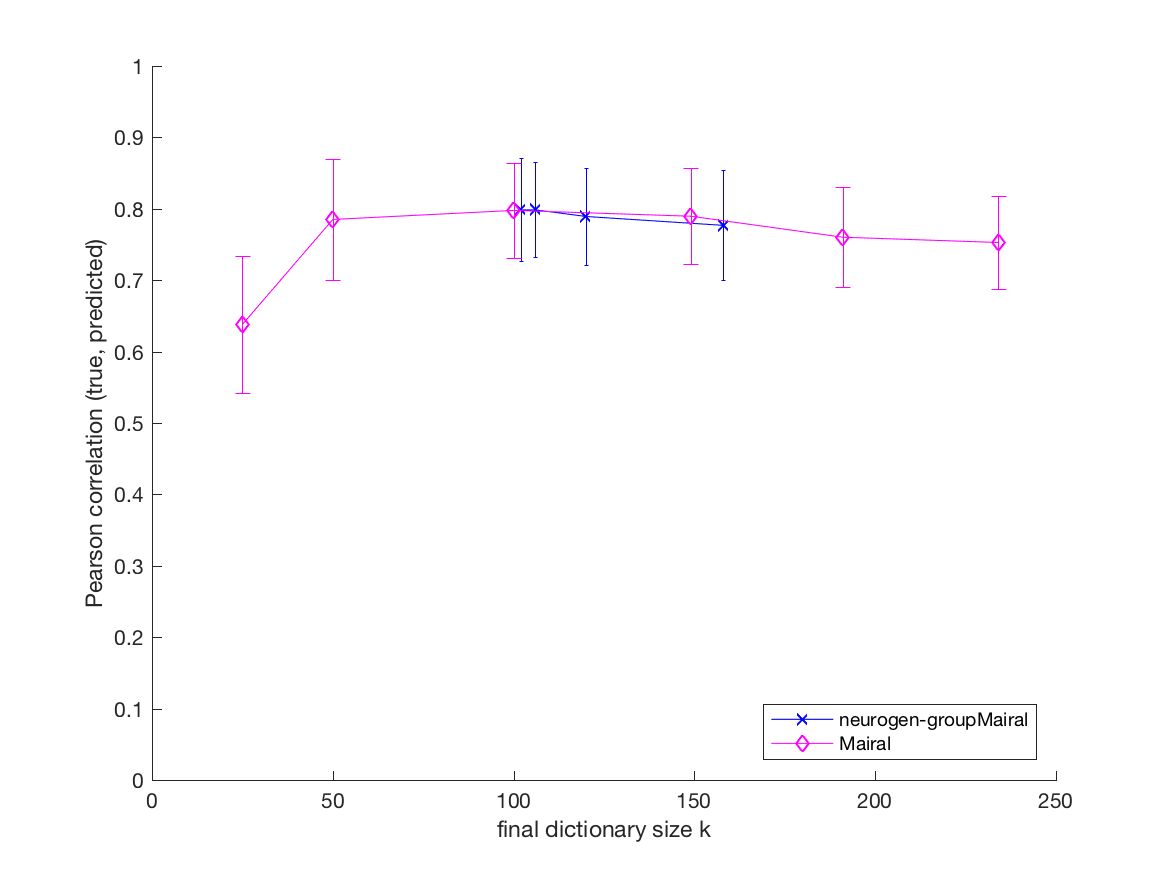 1
0.9
0.8
0.7
0.6
0.5
0.4
0.3
0.2
0.1
0
Pearson correlation (true, predicted)
neurogen-groupMairal
Mairal
0 50 100 150 200 250
final dictionary size k